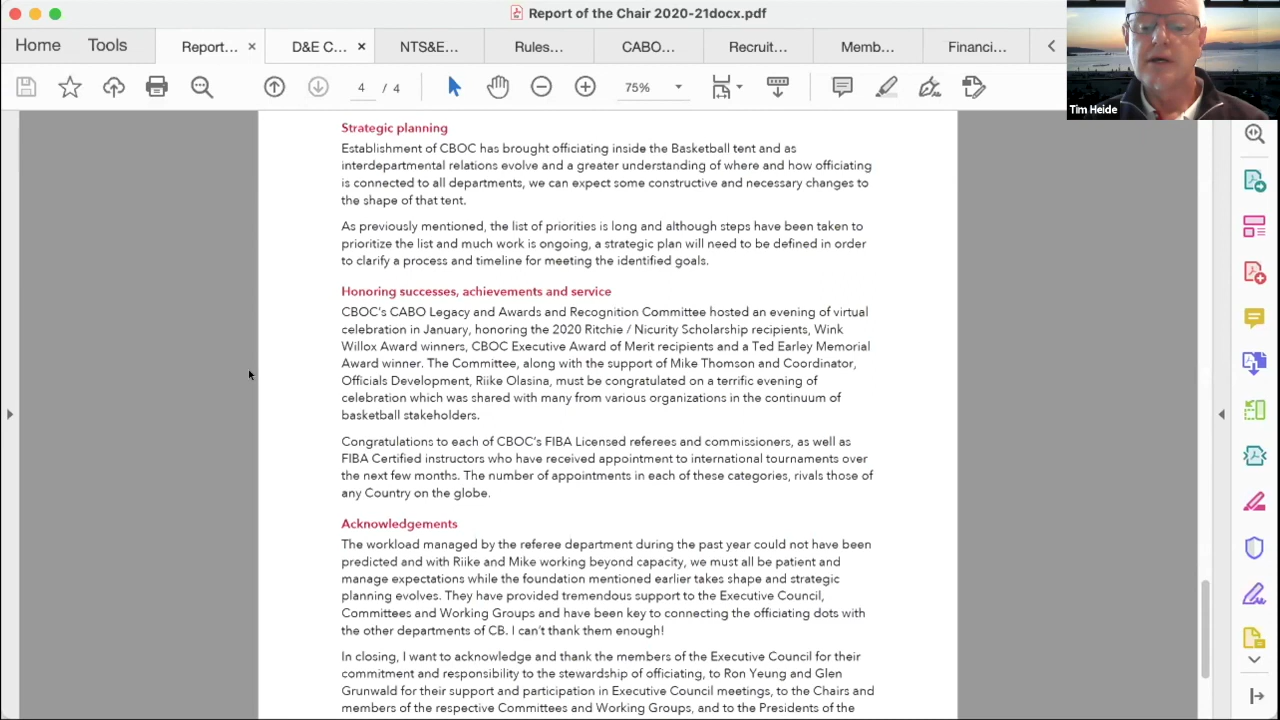 Report of the Chair 2020-21docx.pdf
Home
Tools
Report...
D&E C...
NTS&E...
Rules...
CABO...
Recruit...
Memb...
Financi...
4 / 4
75%
Tim Heide
Strategic planning
Establishment of CBOC has brought officiating inside the Basketball tent and as
interdepartmental relations evolve and a greater understanding of where and how officiating
is connected to all departments, we can expect some constructive and necessary changes to
the shape of that tent.
As previously mentioned, the list of priorities is long and although steps have been taken to
prioritize the list and much work is ongoing, a strategic plan will need to be defined in order
to clarify a process and timeline for meeting the identified goals.
Honoring successes, achievements and service
CBOC's CABO Legacy and Awards and Recognition Committee hosted an evening of virtual
celebration in January, honoring the 2020 Ritchie / Nicurity Scholarship recipients, Wink
Willox Award winners, CBOC Executive Award of Merit recipients and a Ted Earley Memorial
Award winner. The Committee, along with the support of Mike Thomson and Coordinator,
Officials Development, Riike Olasina, must be congratulated on a terrific evening of
celebration which was shared with many from various organizations in the continuum of
basketball stakeholders.
Congratulations to each of CBOC's FIBA Licensed referees and commissioners, as well as
FIBA Certified instructors who have received appointment to international tournaments over
the next few months. The number of appointments in each of these categories, rivals those of
any Country on the globe.
Acknowledgements
The workload managed by the referee department during the past year could not have been
predicted and with Riike and Mike working beyond capacity, we must all be patient and
manage expectations while the foundation mentioned earlier takes shape and strategic
planning evolves. They have provided tremendous support to the Executive Council,
Committees and Working Groups and have been key to connecting the officiating dots with
the other departments of CB. I can't thank them enough!
In closing, I want to acknowledge and thank the members of the Executive Council for their
commitment and responsibility to the stewardship of officiating, to Ron Yeung and Glen
Grunwald for their support and participation in Executive Council meetings, to the Chairs and
members of the respective Committees and Working Groups, and to the Presidents of the